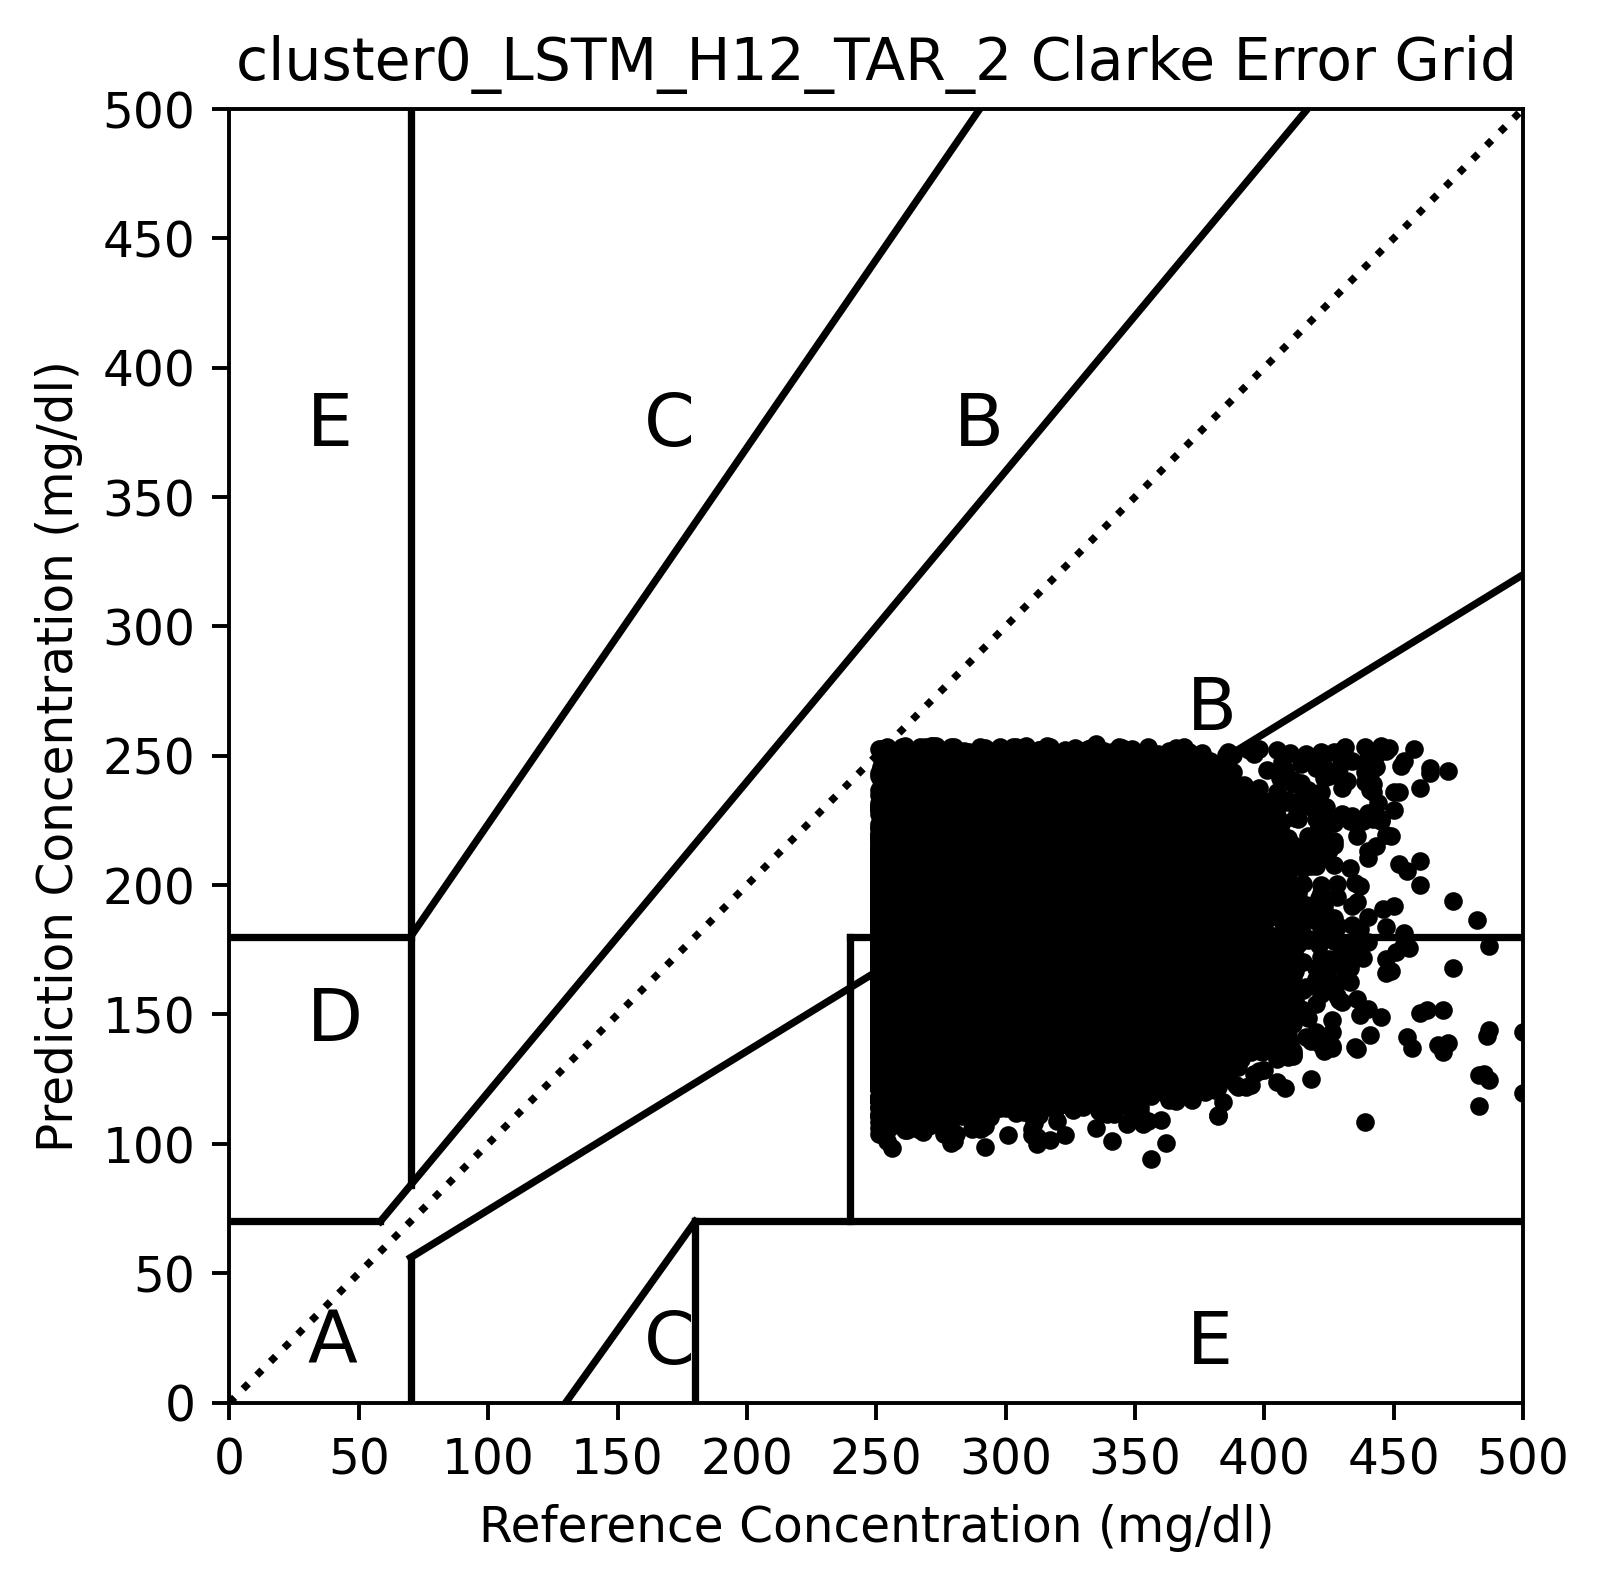 cluster0_LSTM_H12_TAR_2 Clarke Error Grid
Prediction Concentration (mg/dl)
500
450
400
350
300
250
200
150
100
50
0
E
C
B
B
D
A
C
E
0 50 100 150 200 250 300 350 400 450 500
Reference Concentration (mg/dl)